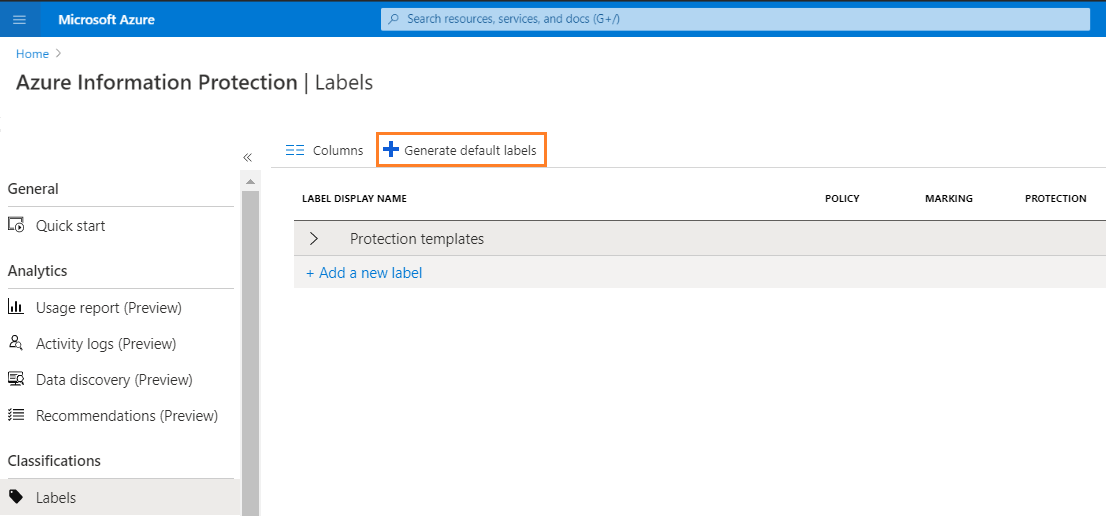 Microsoft Azure
Search resources, services, and docs (G+/)
Home
Azure Information Protection | Labels
Columns
Generate default labels
General
Quick start
Analytics
Usage report (Preview)
Activity logs (Preview)
Data discovery (Preview)
Recommendations (Preview)
Classifications
Labels
LABEL DISPLAY NAME POLICY MARKING PROTECTION
Protection templates
+ Add a new label